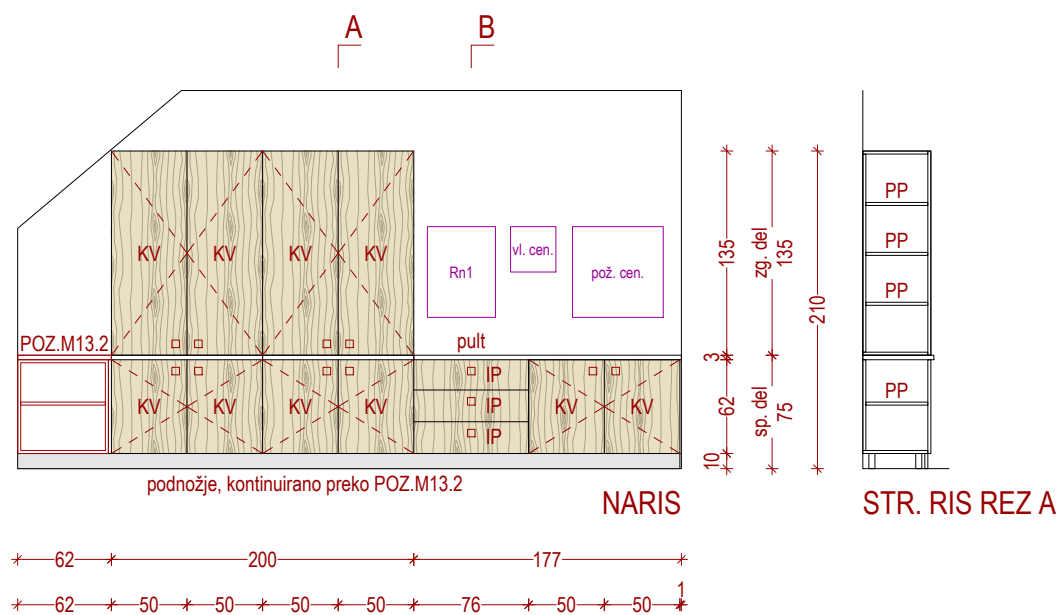 A B
KV KV KV KV
Rn1 vl. cen. pož. cen.
POZ.M13.2 pult
KV KV KV KV IP IP IP KV KV
podnožje, kontinuirano preko POZ.M13.2
NARIS
135 zg. del 135 210
3 62 10 sp. del 75
PP
PP
PP
PP
STR. RIS REZ A
62 200 177
62 50 50 50 50 76 50 50 1